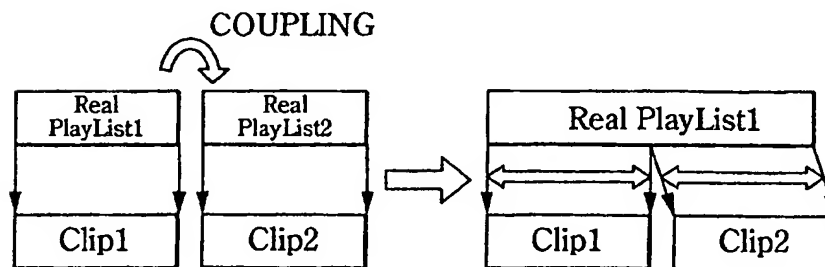 COUPLING
Real
PlayList1
Real
PlayList2
Real PlayList1
Clip1
Clip2
Clip1
Clip2